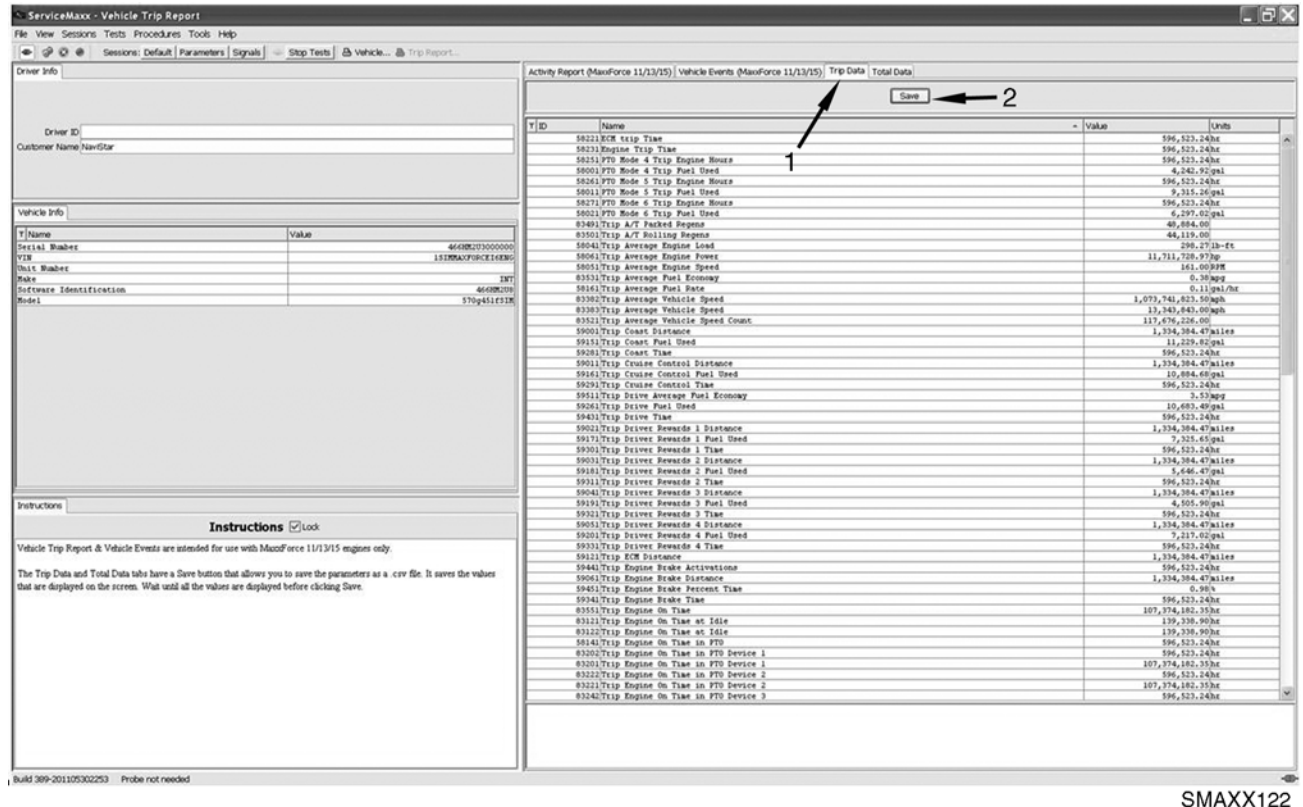 ServiceMaxx - Vehicle Trip Report
File View Sessions Tests Procedures Tools Help
Sessions: Default Parameters Signals Stop Tests Vehicle... Trip Report...
Driver Info
Driver ID
Customer Name NaviStar
Vehicle Info
Name Value
Serial Number 466HM2U3000000
VIN 1SIMMAXFORCEI6ENG
Unit Number
Make INT
Software Identification 466HM2U8
Model 570g451f5IM
Instructions
Instructions Lock
Vehicle Trip Report & Vehicle Events are intended for use with MaxxForce 11/13/15 engines only.
The Trip Data and Total Data tabs have a Save button that allows you to save the parameters as a .csv file. It saves the values
that are displayed on the screen. Wait until all the values are displayed before clicking Save.
Activity Report (MaxxForce 11/13/15) Vehicle Events (MaxxForce 11/13/15) Trip Data Total Data
Save 2
1
ID Name Value Units
58221 ECM trip Time 596,523.24 hr
58231 Engine Trip Time 596,523.24 hr
58251 PTO Mode 4 Trip Engine Hours 596,523.24 hr
58001 PTO Mode 4 Trip Fuel Used 4,242.92 gal
58261 PTO Mode 5 Trip Engine Hours 596,523.24 hr
58011 PTO Mode 5 Trip Fuel Used 9,315.26 gal
58271 PTO Mode 6 Trip Engine Hours 596,523.24 hr
58021 PTO Mode 6 Trip Fuel Used 6,297.02 gal
83491 Trip A/T Parked Regens 48,884.00
83501 Trip A/T Rolling Regens 44,119.00
58041 Trip Average Engine Load 298.27 lb-ft
58061 Trip Average Engine Power 11,711,728.97 hp
58051 Trip Average Engine Speed 161.00 RPM
83531 Trip Average Fuel Economy 0.38 mpg
58161 Trip Average Fuel Rate 0.11 gal/hr
83382 Trip Average Vehicle Speed 1,073,741,823.50 mph
83383 Trip Average Vehicle Speed 13,343,843.00 mph
83521 Trip Average Vehicle Speed Count 117,676,226.00
59001 Trip Coast Distance 1,334,384.47 miles
59151 Trip Coast Fuel Used 11,229.82 gal
59281 Trip Coast Time 596,523.24 hr
59011 Trip Cruise Control Distance 1,334,384.47 miles
59161 Trip Cruise Control Fuel Used 10,884.68 gal
59291 Trip Cruise Control Time 596,523.24 hr
59511 Trip Drive Average Fuel Economy 3.53 mpg
59261 Trip Drive Fuel Used 10,683.49 gal
59431 Trip Drive Time 596,523.24 hr
59021 Trip Driver Rewards 1 Distance 1,334,384.47 miles
59171 Trip Driver Rewards 1 Fuel Used 7,325.65 gal
59301 Trip Driver Rewards 1 Time 596,523.24 hr
59031 Trip Driver Rewards 2 Distance 1,334,384.47 miles
59181 Trip Driver Rewards 2 Fuel Used 5,646.47 gal
59311 Trip Driver Rewards 2 Time 596,523.24 hr
59041 Trip Driver Rewards 3 Distance 1,334,384.47 miles
59191 Trip Driver Rewards 3 Fuel Used 4,505.90 gal
59321 Trip Driver Rewards 3 Time 596,523.24 hr
59051 Trip Driver Rewards 4 Distance 1,334,384.47 miles
59201 Trip Driver Rewards 4 Fuel Used 7,217.02 gal
59331 Trip Driver Rewards 4 Time 596,523.24 hr
59121 Trip ECM Distance 1,334,384.47 miles
59441 Trip Engine Brake Activations 596,523.24 hr
59061 Trip Engine Brake Distance 1,334,384.47 miles
59451 Trip Engine Brake Percent Time 0.98 %
59341 Trip Engine Brake Time 596,523.24 hr
83551 Trip Engine On Time 107,374,182.35 hr
83121 Trip Engine On Time at Idle 139,338.90 hr
83122 Trip Engine On Time at Idle 139,338.90 hr
58141 Trip Engine On Time in PTO 596,523.24 hr
83202 Trip Engine On Time in PTO Device 1 596,523.24 hr
83201 Trip Engine On Time in PTO Device 1 107,374,182.35 hr
83222 Trip Engine On Time in PTO Device 2 596,523.24 hr
83221 Trip Engine On Time in PTO Device 2 107,374,182.35 hr
83242 Trip Engine On Time in PTO Device 3 596,523.24 hr
Build 389-201105302253 Probe not needed
SMAXX122